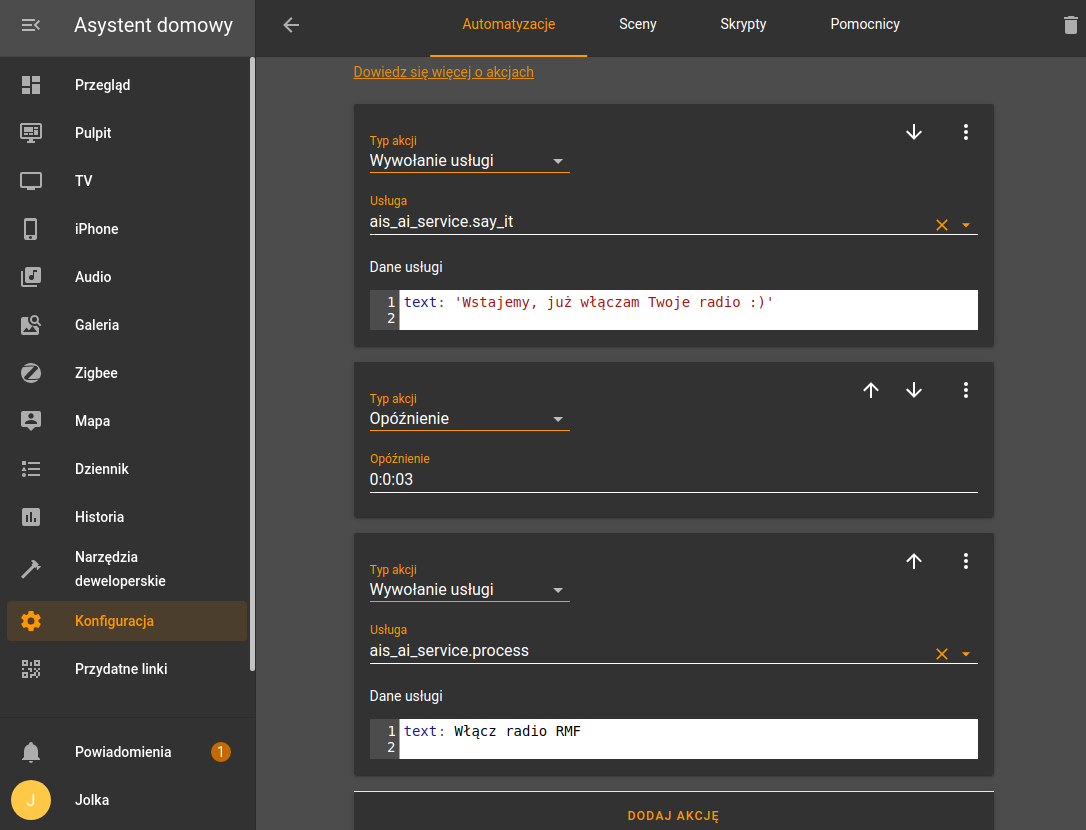 Asystent domowy
Przegląd
Pulpit
TV
iPhone
Audio
Galeria
Zigbee
Mapa
Dziennik
Historia
Narzędzia
deweloperskie
Konfiguracja
Przydatne linki
Powiadomienia 1
J Jolka
Automatyzacje Sceny Skrypty Pomocnicy
Dowiedz się więcej o akcjach
Typ akcji
Wywołanie usługi
Usługa
ais_ai_service.say_it
Dane usługi
1 text: 'Wstajemy, już włączam Twoje radio :)'
2
Typ akcji
Opóźnienie
Opóźnienie
0:0:03
Typ akcji
Wywołanie usługi
Usługa
ais_ai_service.process
Dane usługi
1 text: Włącz radio RMF
2
DODAJ AKCJĘ